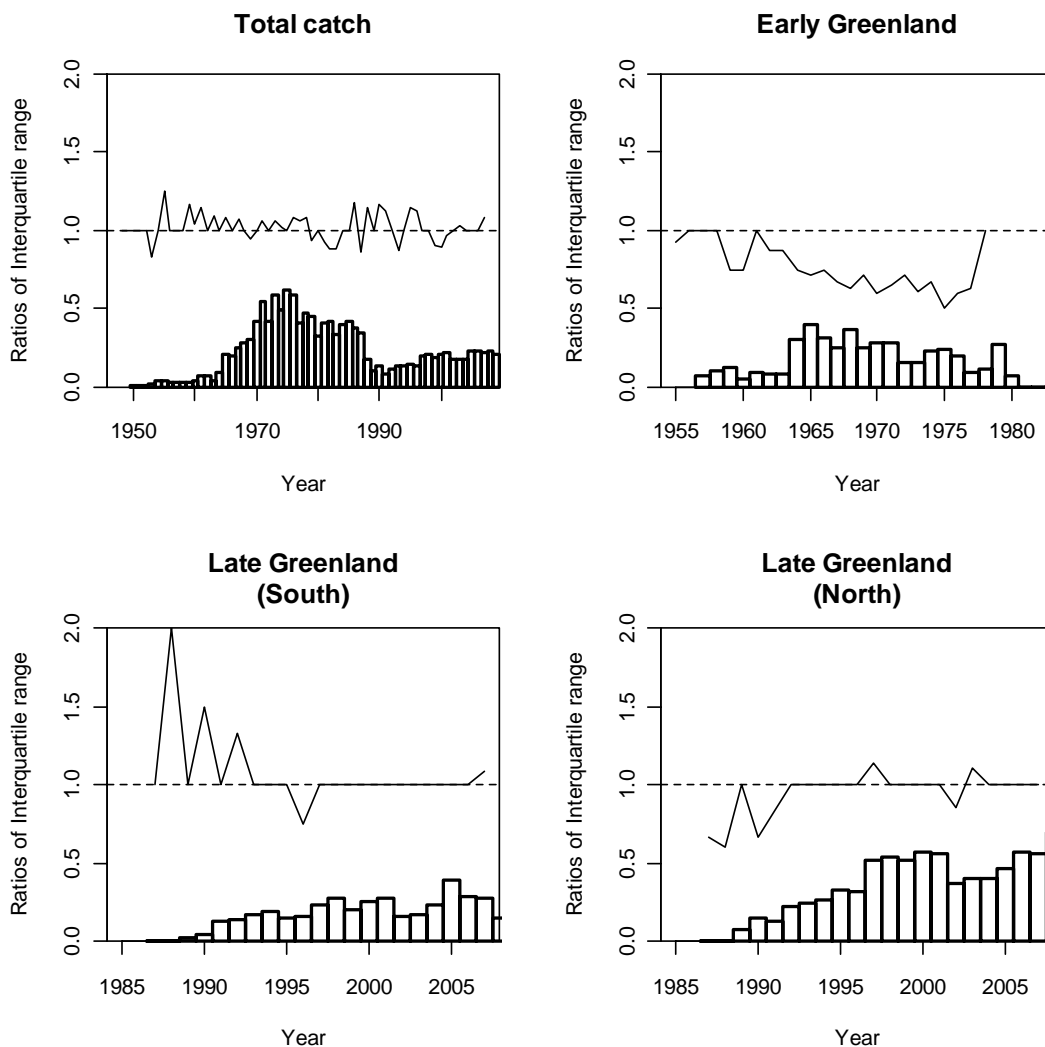 Total catch
Ratios of Interquartile range
0.0 0.5 1.0 1.5 2.0
1950 1970 1990
Year
Early Greenland
Ratios of Interquartile range
0.0 0.5 1.0 1.5 2.0
1955 1960 1965 1970 1975 1980
Year
Late Greenland
(South)
Ratios of Interquartile range
0.0 0.5 1.0 1.5 2.0
1985 1990 1995 2000 2005
Year
Late Greenland
(North)
Ratios of Interquartile range
0.0 0.5 1.0 1.5 2.0
1985 1990 1995 2000 2005
Year